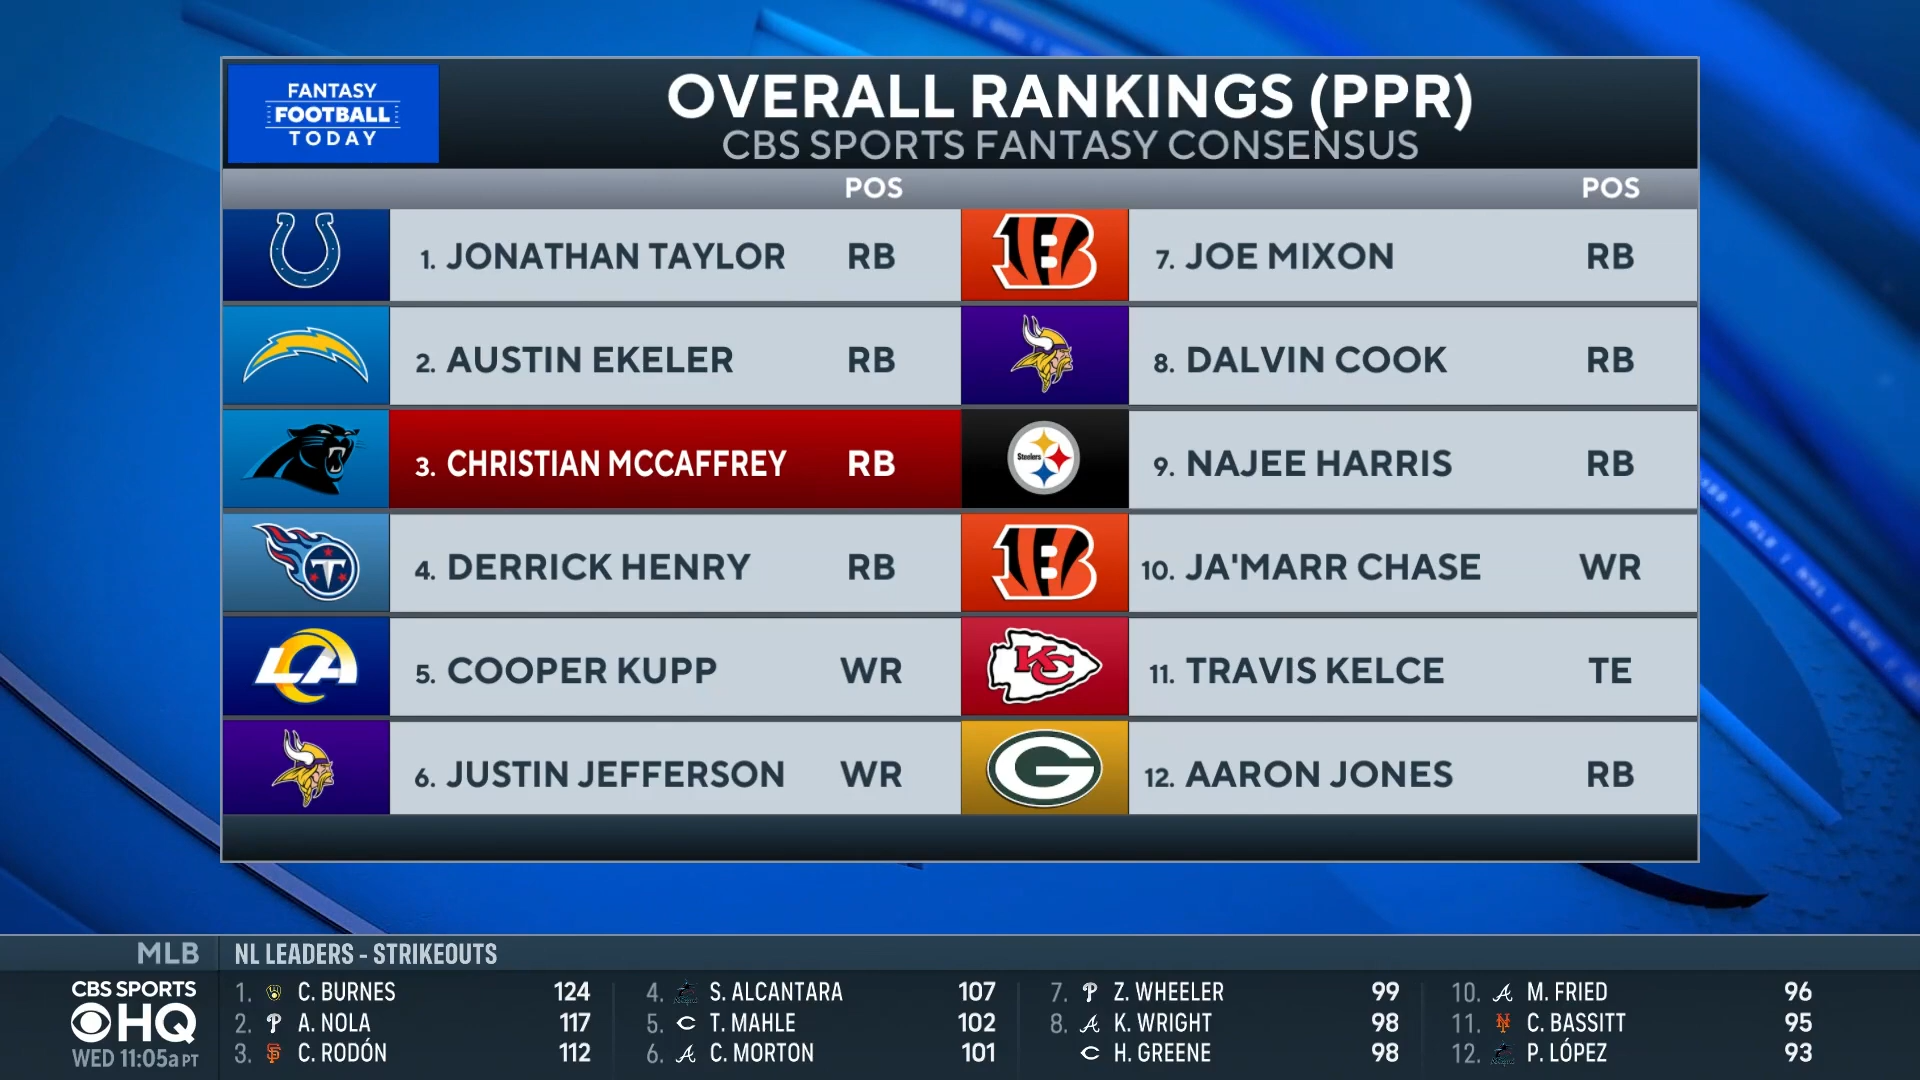 FANTASY
FOOTBALL
TODAY
OVERALL RANKINGS (PPR)
CBS SPORTS FANTASY CONSENSUS
POS POS
1. JONATHAN TAYLOR RB
2. AUSTIN EKELER RB
3. CHRISTIAN MCCAFFREY RB
4. DERRICK HENRY RB
5. COOPER KUPP WR
6. JUSTIN JEFFERSON WR
7. JOE MIXON RB
8. DALVIN COOK RB
Steelers
9. NAJEE HARRIS RB
10. JA'MARR CHASE WR
11. TRAVIS KELCE TE
12. AARON JONES RB
MLB
NL LEADERS - STRIKEOUTS
CBS SPORTS
HQ
WED 11:05a PT
1. C. BURNES 124
2. A. NOLA 117
3. C. RODÓN 112
4. S. ALCANTARA 107
5. T. MAHLE 102
6. C. MORTON 101
7. Z. WHEELER 99
8. K. WRIGHT 98
H. GREENE 98
10. M. FRIED 96
11. C. BASSITT 95
12. P. LÓPEZ 93